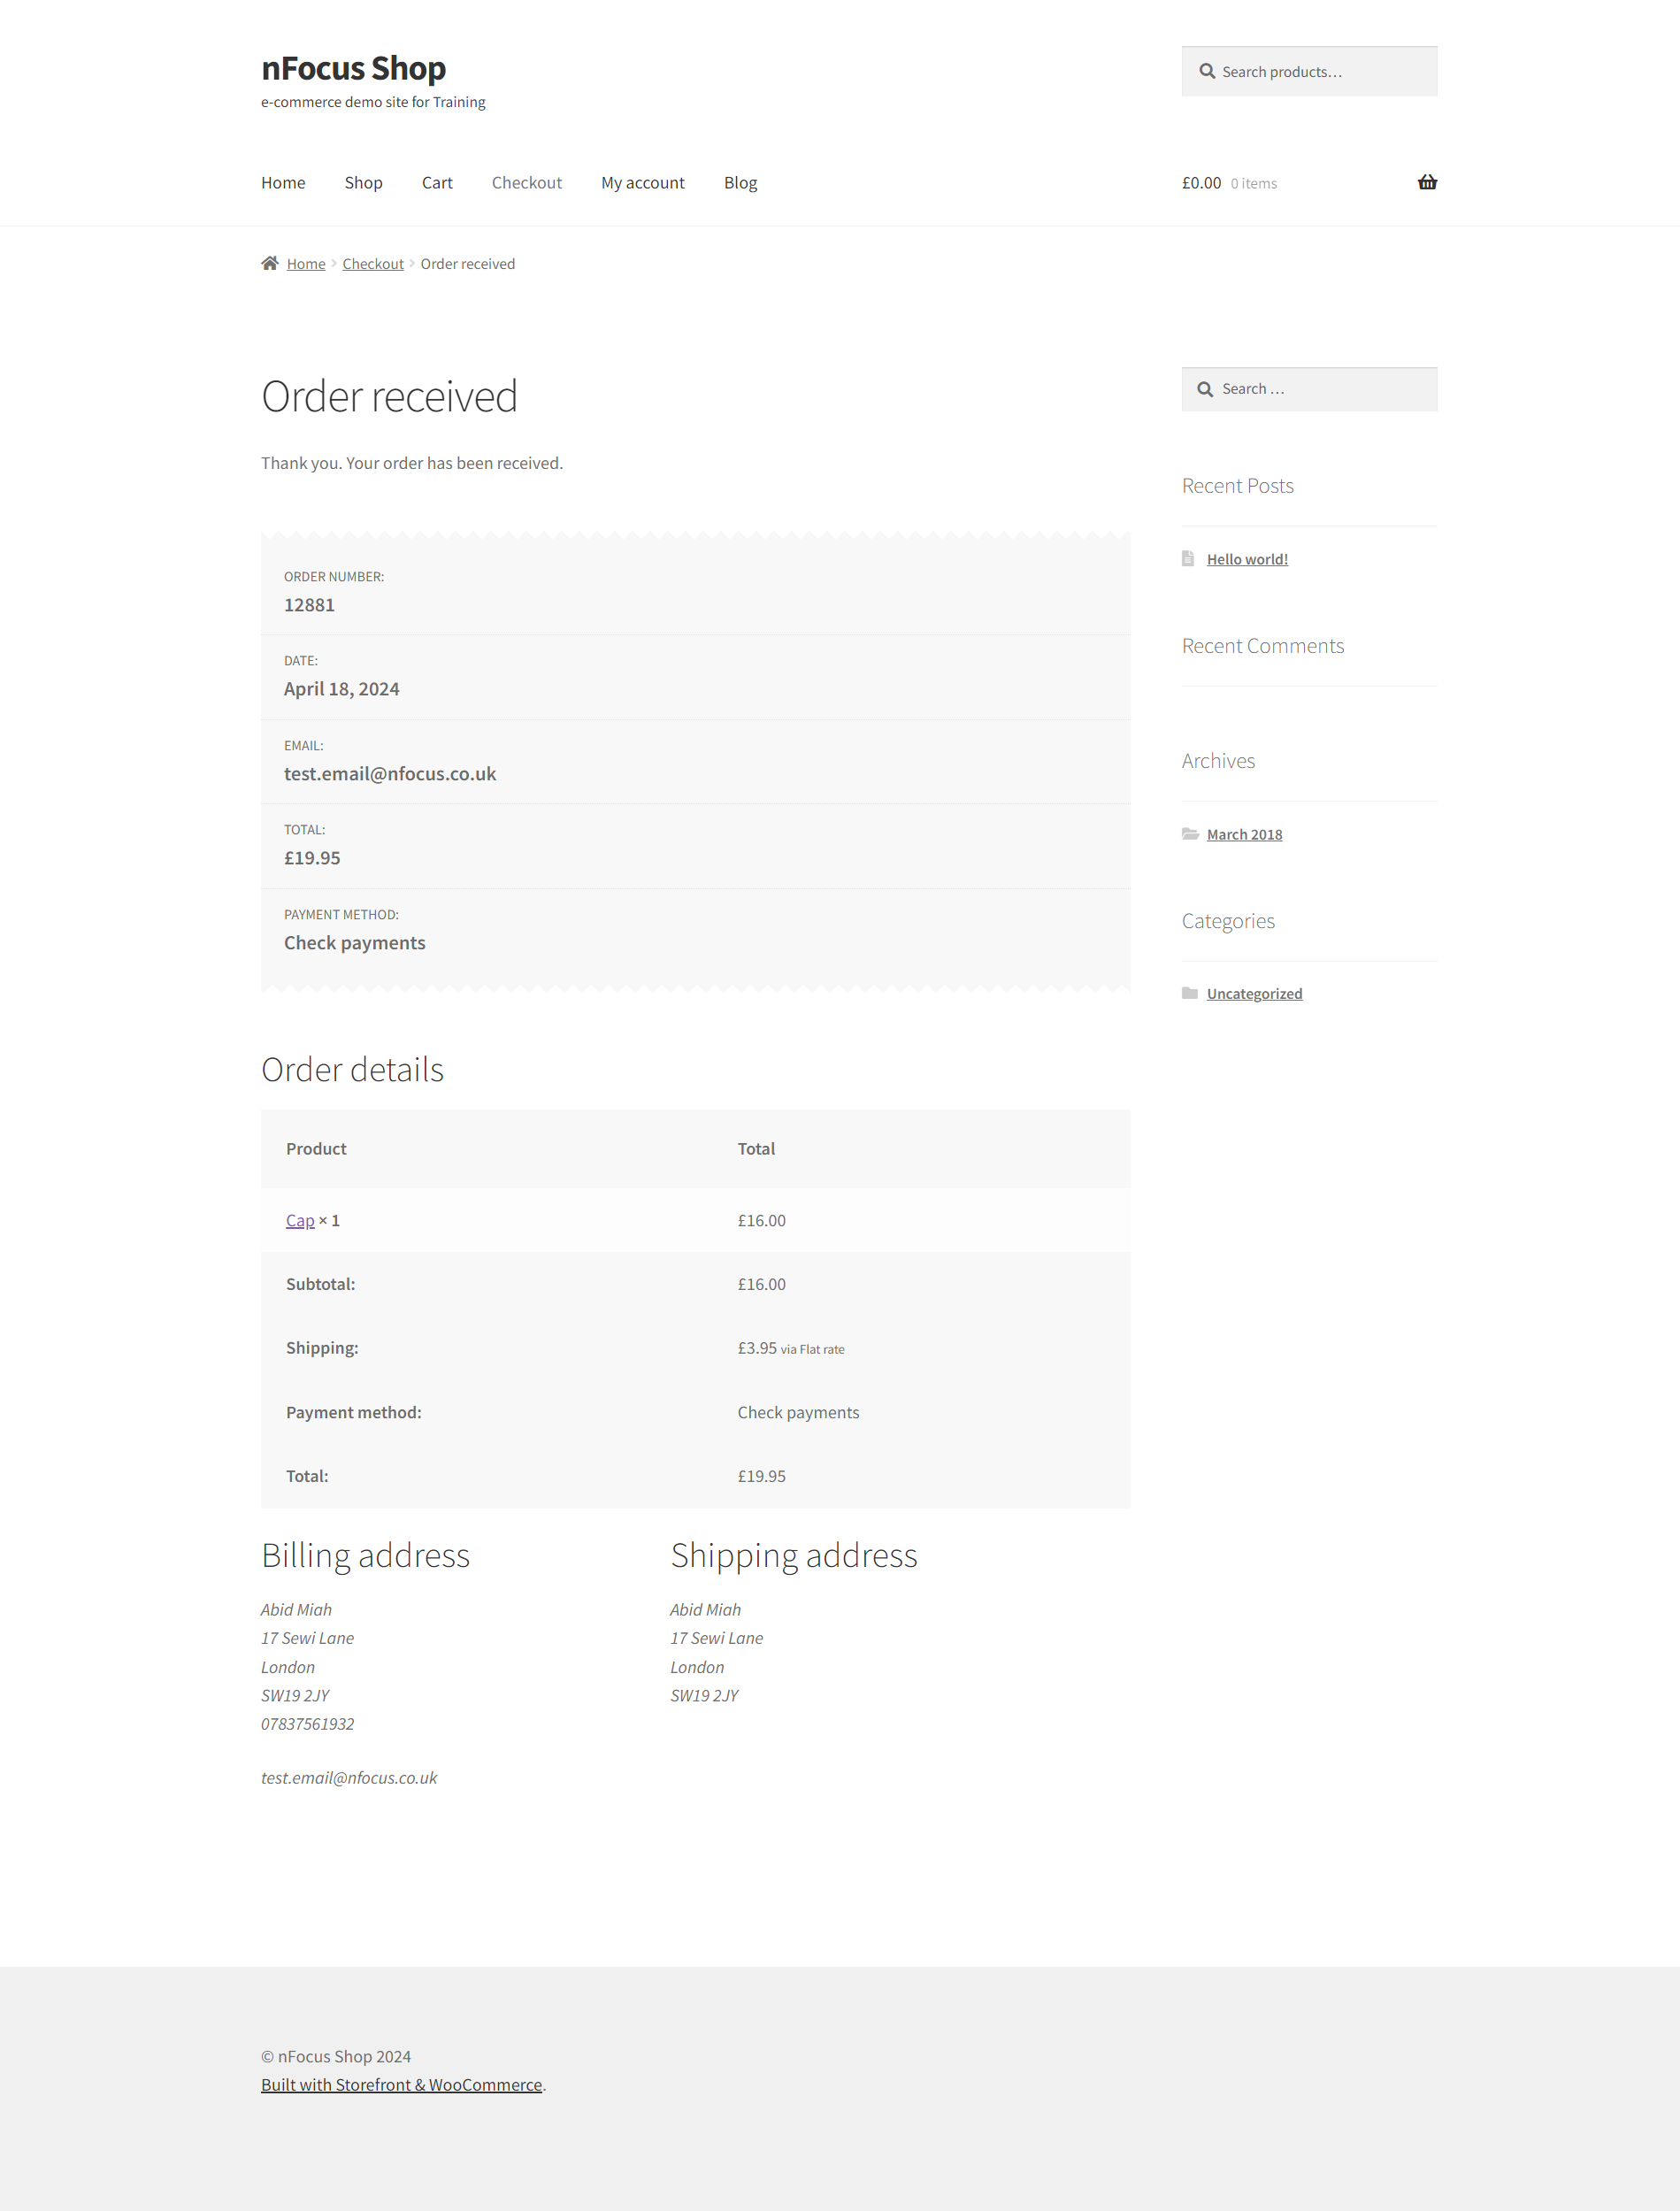 nFocus Shop
e-commerce demo site for Training
Search products…
Home Shop Cart Checkout My account Blog
£0.00 0 items
Home › Checkout › Order received
Order received
Thank you. Your order has been received.
ORDER NUMBER:
12881
DATE:
April 18, 2024
EMAIL:
test.email@nfocus.co.uk
TOTAL:
£19.95
PAYMENT METHOD:
Check payments
Order details
Product Total
Cap × 1 £16.00
Subtotal: £16.00
Shipping: £3.95 via Flat rate
Payment method: Check payments
Total: £19.95
Billing address
Abid Miah
17 Sewi Lane
London
SW19 2JY
07837561932
test.email@nfocus.co.uk
Shipping address
Abid Miah
17 Sewi Lane
London
SW19 2JY
Search …
Recent Posts
Hello world!
Recent Comments
Archives
March 2018
Categories
Uncategorized
© nFocus Shop 2024
Built with Storefront & WooCommerce.